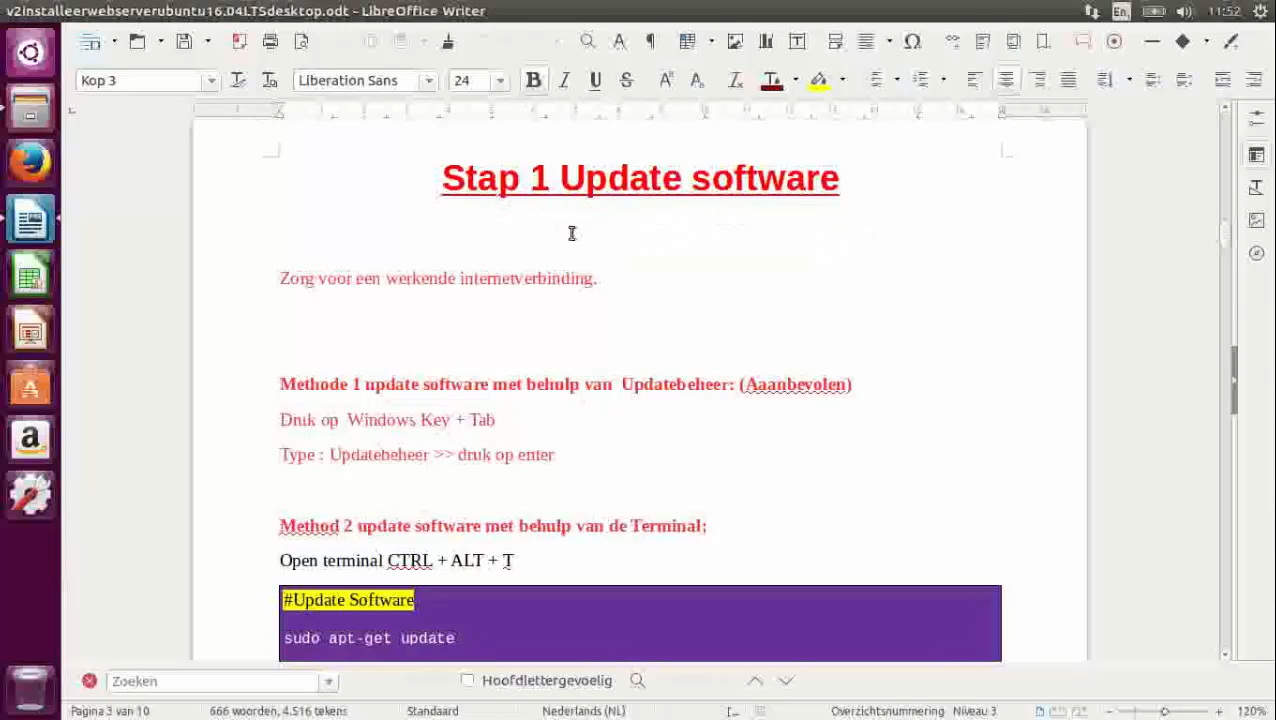 v2installeerwebserverubuntu16.04LTSdesktop.odt - LibreOffice Writer
En
11:52
Kop 3
Liberation Sans
24
Stap 1 Update software
Zorg voor een werkende internetverbinding.
Methode 1 update software met behulp van Updatebeheer: (Aaanbevolen)
Druk op Windows Key + Tab
Type : Updatebeheer >> druk op enter
Method 2 update software met behulp van de Terminal;
Open terminal CTRL + ALT + T
#Update Software
sudo apt-get update
Zoeken
Hoofdlettergevoelig
Pagina 3 van 10
666 woorden, 4.516 tekens
Standaard
Nederlands (NL)
Overzichtsnummering
Niveau 3
120%